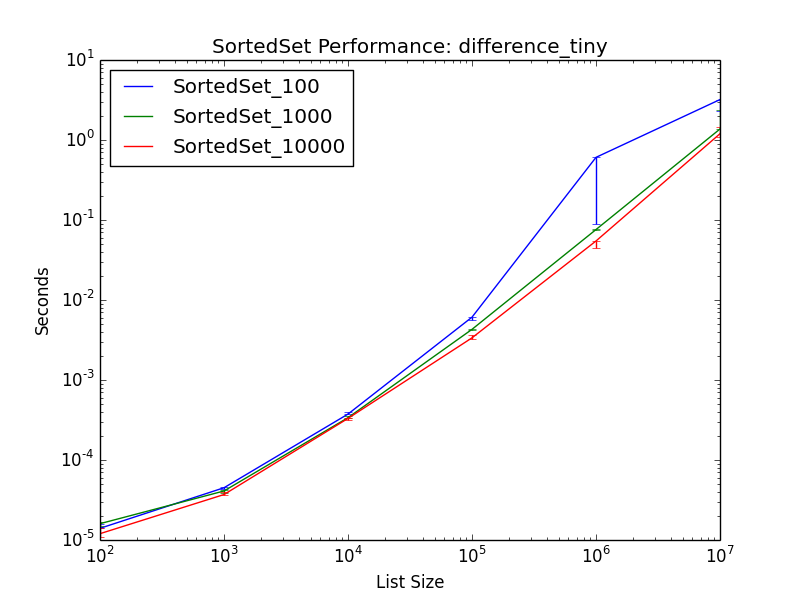 SortedSet Performance: difference_tiny
10^1
SortedSet_100
SortedSet_1000
SortedSet_10000
10^0
10^-1
10^-2
10^-3
10^-4
10^-5
Seconds
10^2 10^3 10^4 10^5 10^6 10^7
List Size